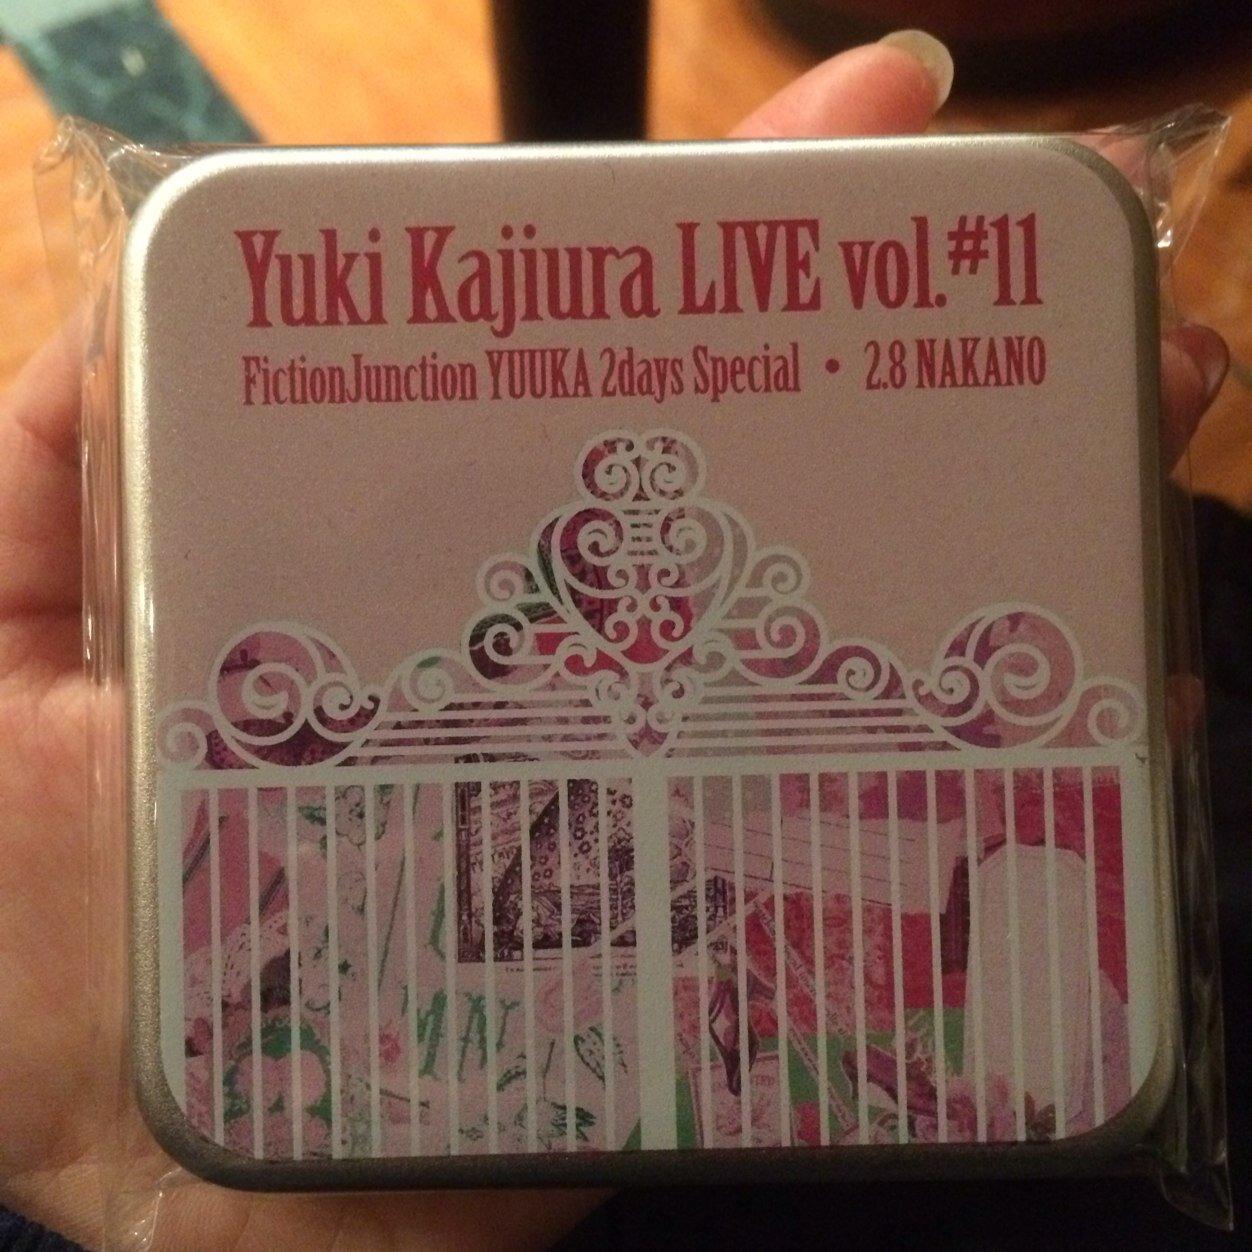 Yuki Kajiura LIVE vol.#11
FictionJunction YUUKA 2days Special • 2.8 NAKANO